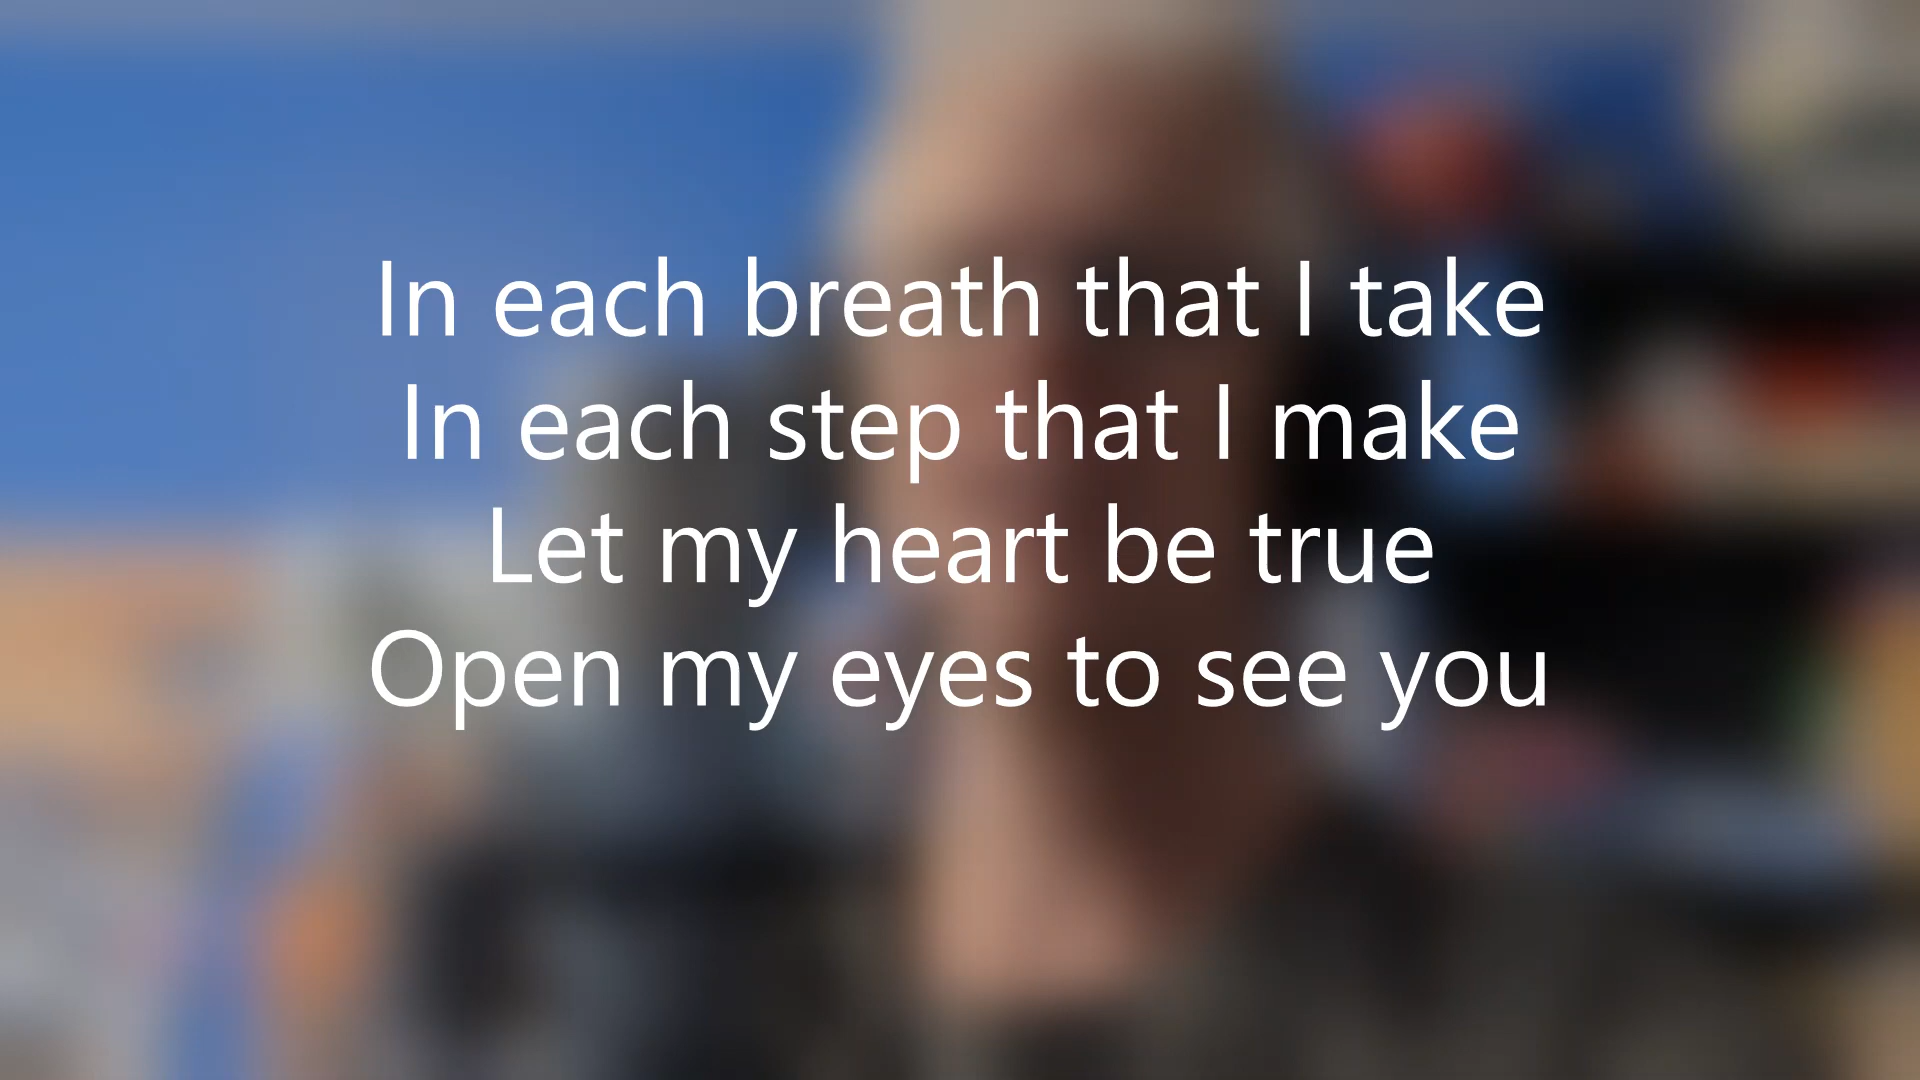 In each breath that I take
In each step that I make
Let my heart be true
Open my eyes to see you